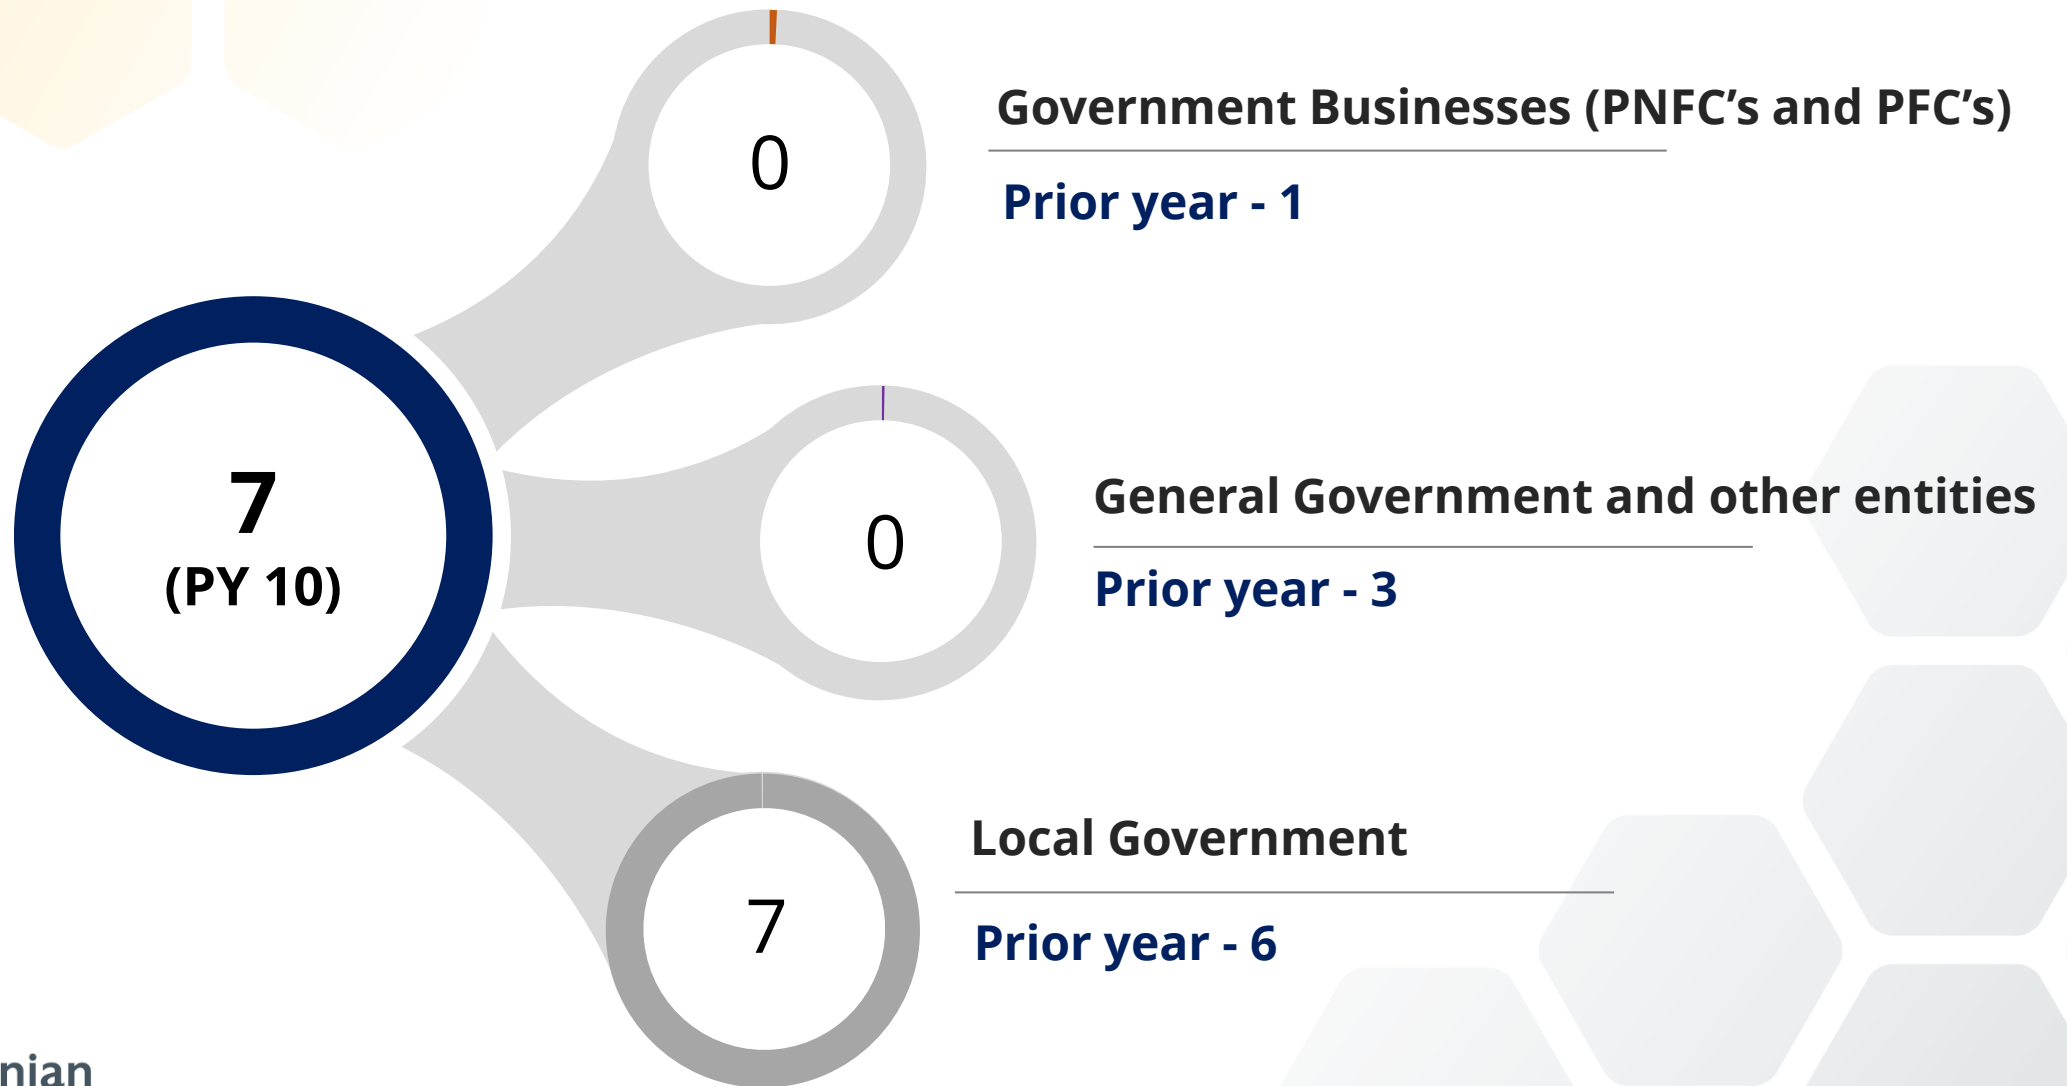 0
Government Businesses (PNFC’s and PFC’s)
Prior year - 1
7
(PY 10)
0
General Government and other entities
Prior year - 3
7
Local Government
Prior year - 6
nian